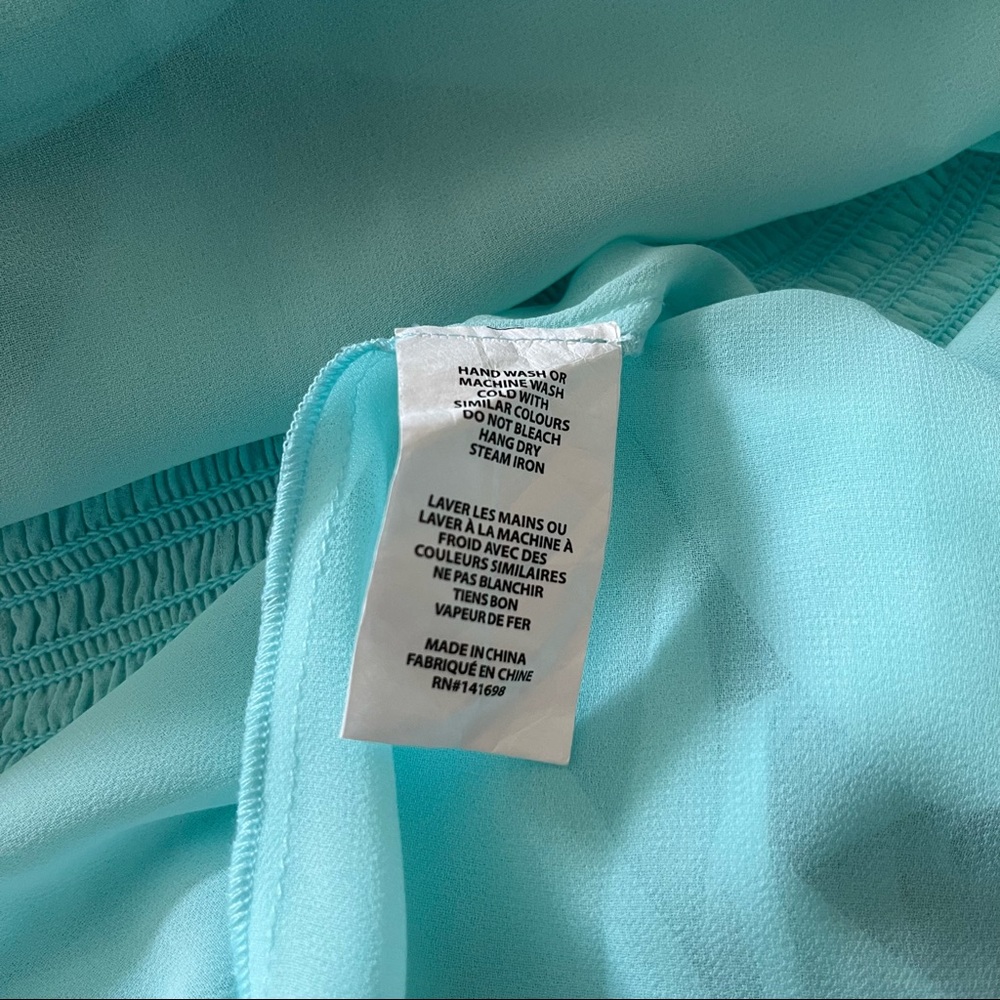 HAND WASH OR
MACHINE WASH
COLD WITH
SIMILAR COLOURS
DO NOT BLEACH
HANG DRY
STEAM IRON
LAVER LES MAINS OU
LAVER À LA MACHINE À
FROID AVEC DES
COULEURS SIMILAIRES
NE PAS BLANCHIR
TIENS BON
VAPEUR DE FER
MADE IN CHINA
FABRIQUÉ EN CHINE
RN#141698